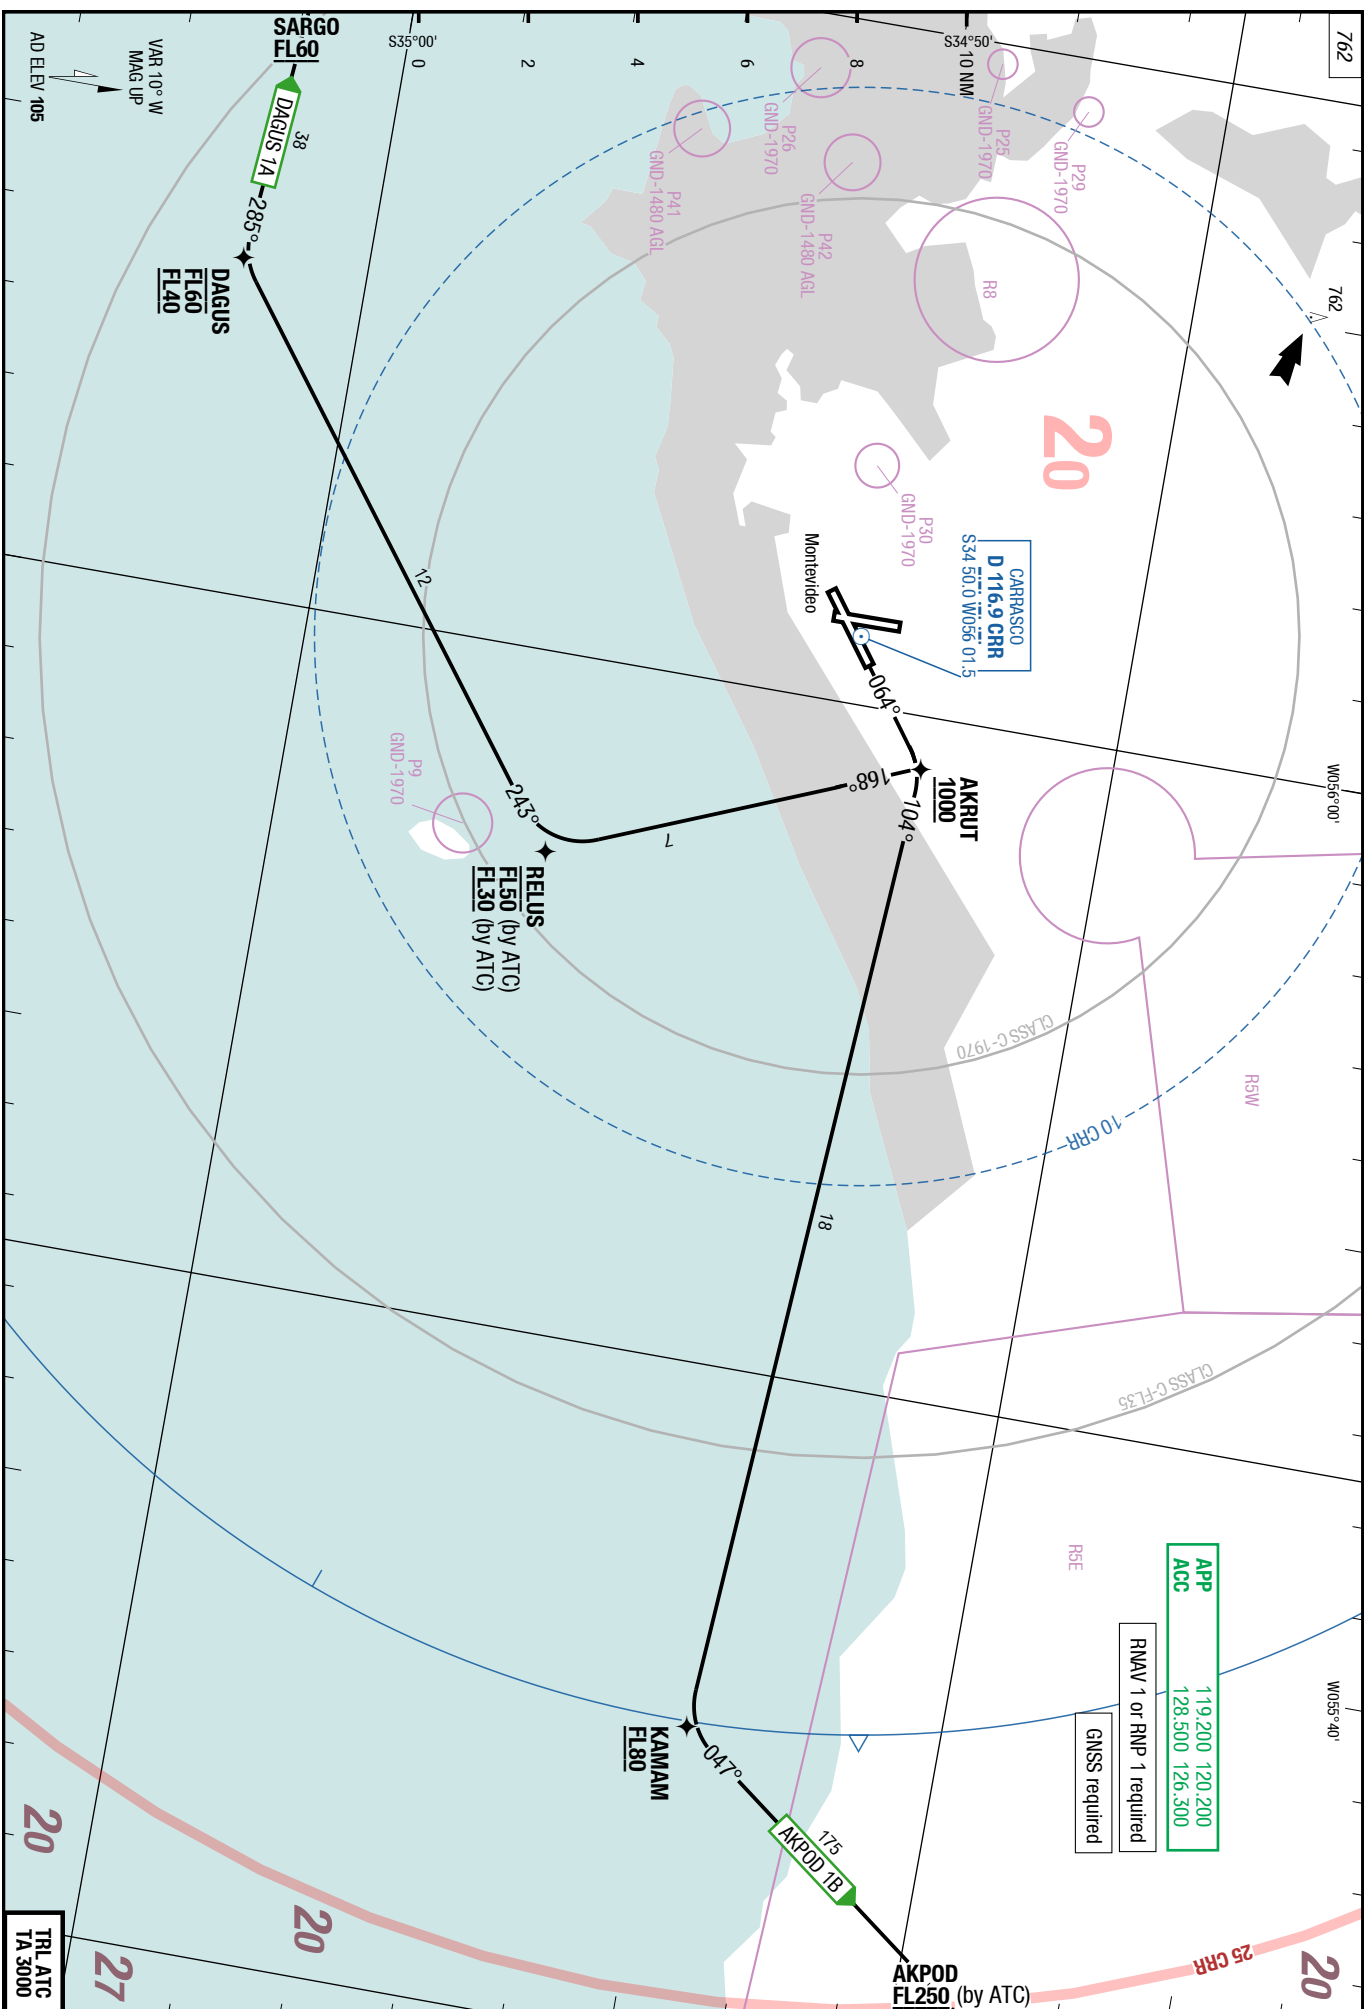 762
SARGO
FL60
S35°00'
0
2
4
6
8
10 NM
S34°50'
VAR 10° W
MAG UP
AD ELEV 105
38
DAGUS 1A
285°
DAGUS
FL60
FL40
P26
GND-1970
P25
GND-1970
P29
GND-1970
P41
GND-1480 AGL
P42
GND-1480 AGL
R8
762
20
P30
GND-1970
CARRASCO
D 116.9 CRR
S34 50.0 W056 01.5
Montevideo
064°
AKRUT
1000
168°
104°
12
243°
7
RELUS
FL50 (by ATC)
FL30 (by ATC)
P9
GND-1970
W056°00'
CLASS C-1970
R5W
10 CRR
18
CLASS C-FL35
R5E
APP 119.200 120.200
ACC 128.500 126.300
RNAV 1 or RNP 1 required
GNSS required
W055°40'
KAMAM
FL80
047°
175
AKPOD 1B
AKPOD
FL250 (by ATC)
25 CRR
20
20
20
27
TRL ATC
TA 3000